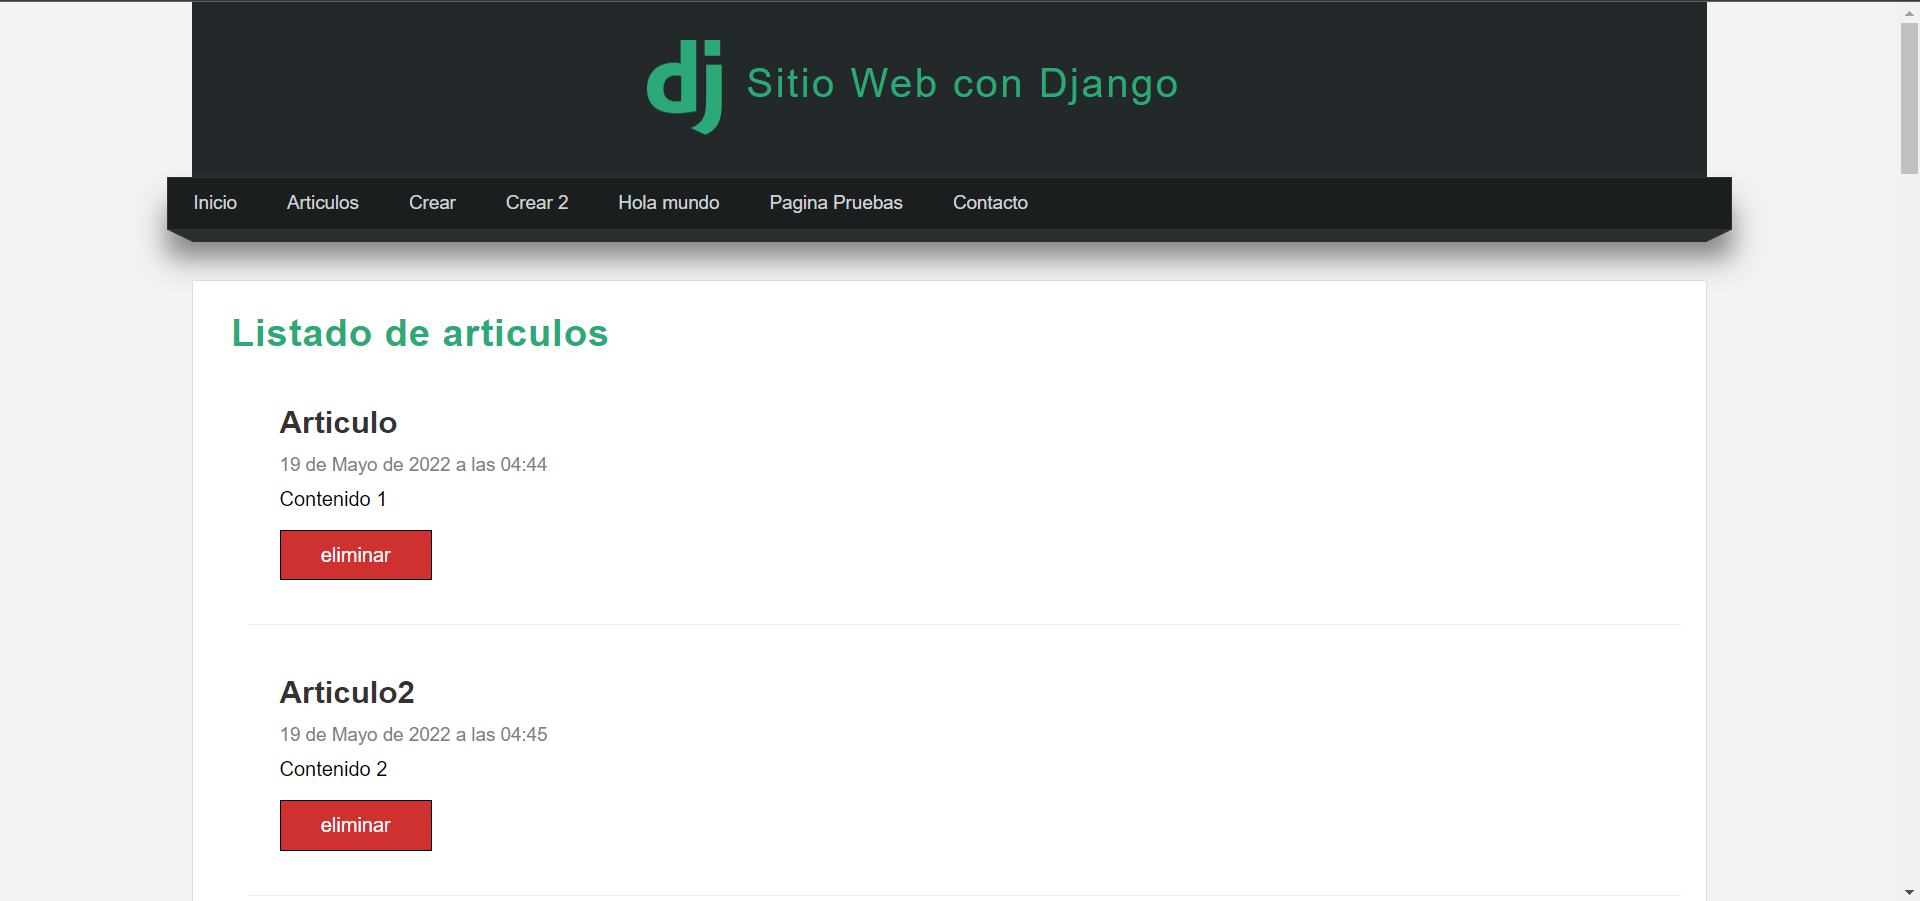 dj Sitio Web con Django
Inicio Articulos Crear Crear 2 Hola mundo Pagina Pruebas Contacto
Listado de articulos
Articulo
19 de Mayo de 2022 a las 04:44
Contenido 1
eliminar
Articulo2
19 de Mayo de 2022 a las 04:45
Contenido 2
eliminar